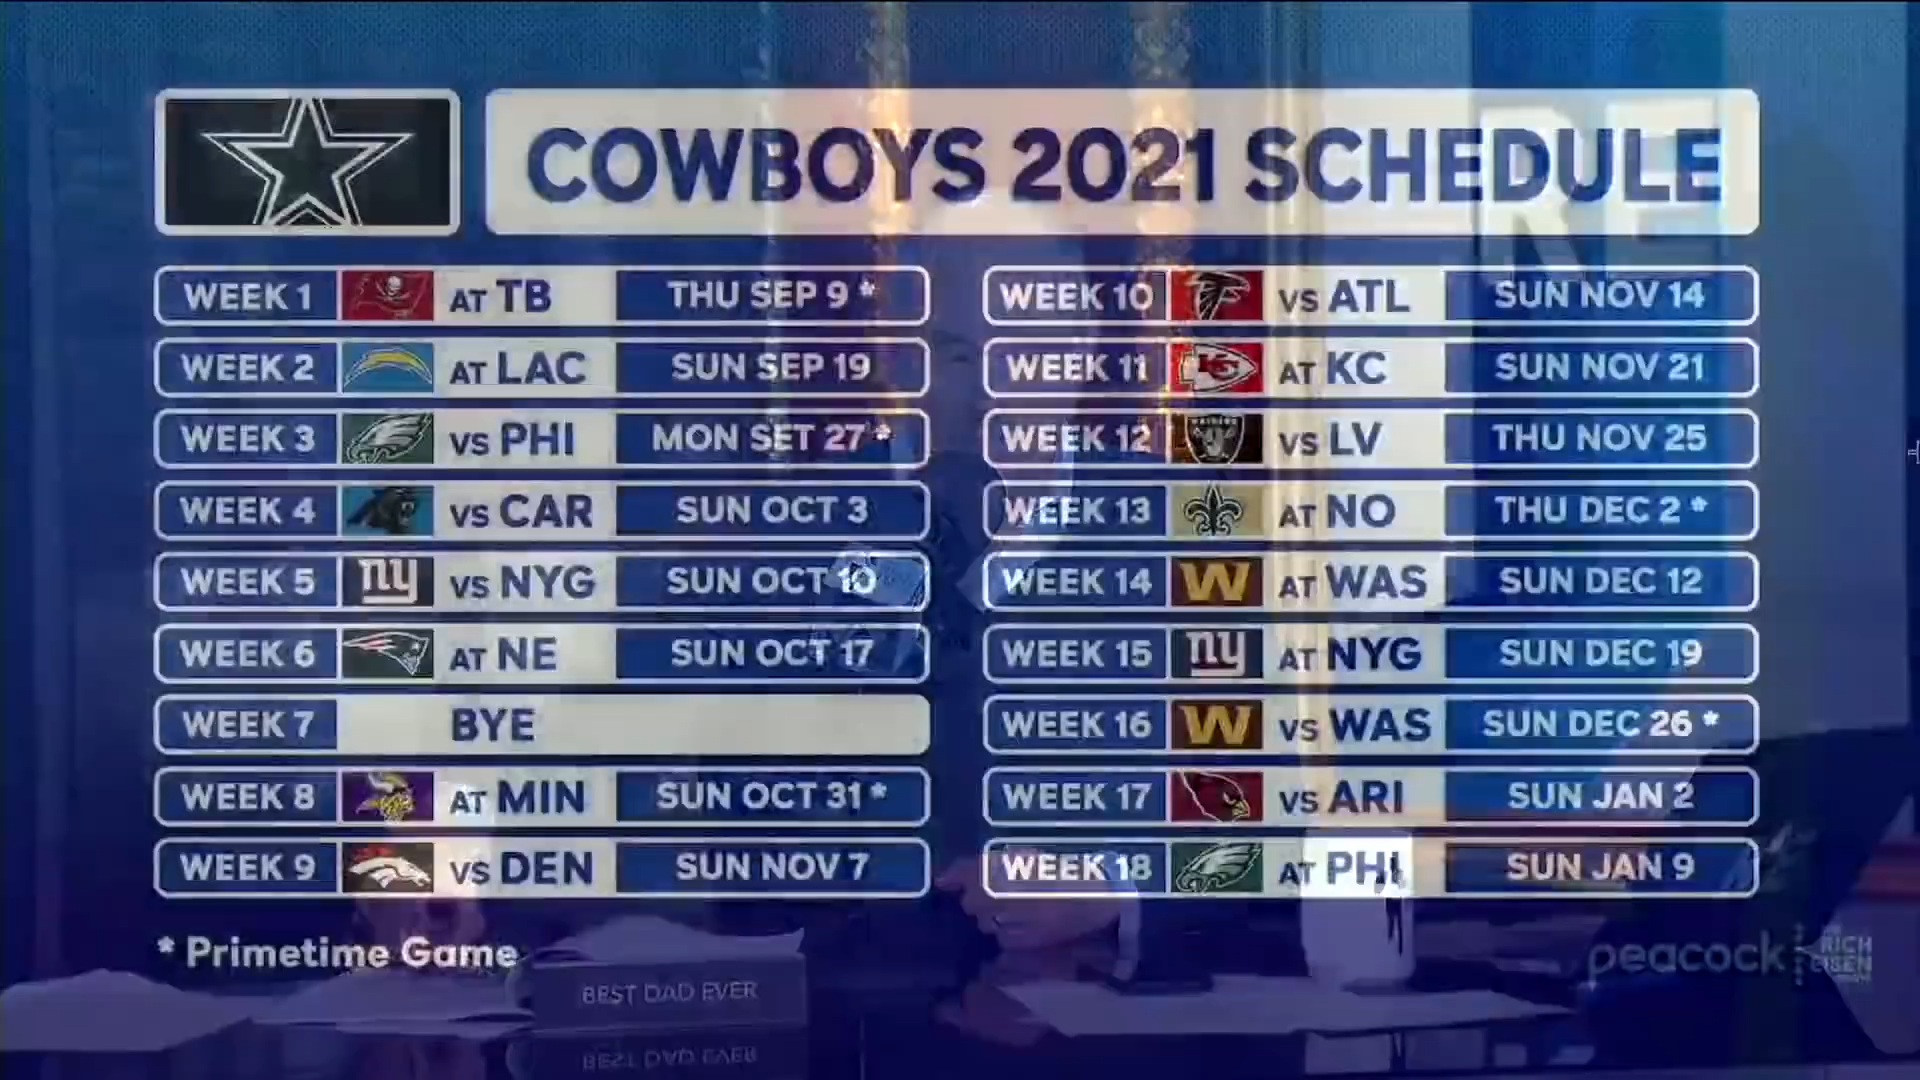 COWBOYS 2021 SCHEDULE
WEEK 1 AT TB THU SEP 9 *
WEEK 2 AT LAC SUN SEP 19
WEEK 3 VS PHI MON SET 27 *
WEEK 4 VS CAR SUN OCT 3
WEEK 5 ny VS NYG SUN OCT 10
WEEK 6 AT NE SUN OCT 17
WEEK 7 BYE
WEEK 8 AT MIN SUN OCT 31 *
WEEK 9 VS DEN SUN NOV 7
WEEK 10 VS ATL SUN NOV 14
WEEK 11 KC AT KC SUN NOV 21
WEEK 12 RAIDERS VS LV THU NOV 25
WEEK 13 AT NO THU DEC 2 *
WEEK 14 W AT WAS SUN DEC 12
WEEK 15 ny AT NYG SUN DEC 19
WEEK 16 W VS WAS SUN DEC 26 *
WEEK 17 VS ARI SUN JAN 2
WEEK 18 AT PHI SUN JAN 9
* Primetime Game
BEST DAD EVER
peacock
RICH
EISEN
RE